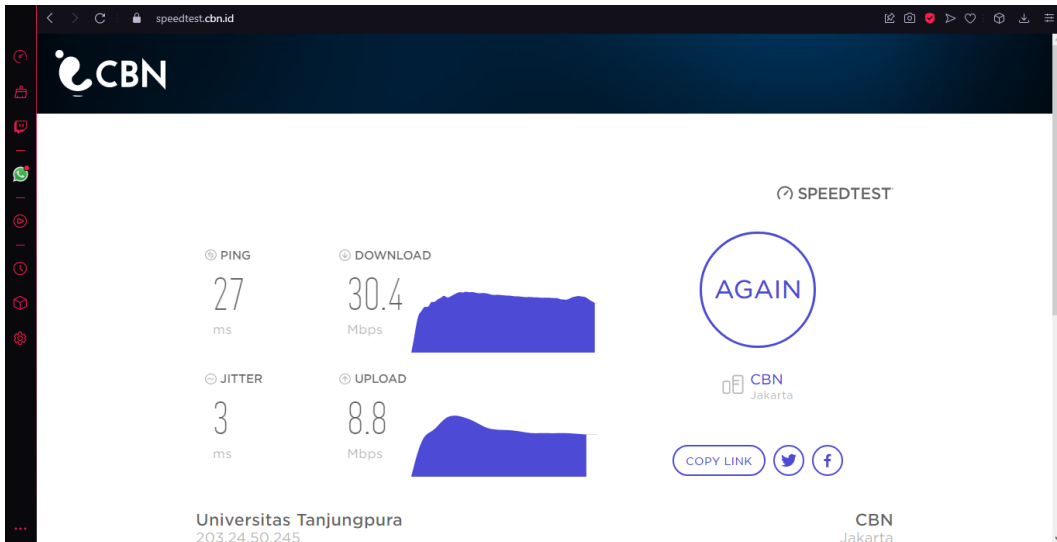 speedtest.cbn.id
CBN
SPEEDTEST
PING
27
ms
DOWNLOAD
30.4
Mbps
AGAIN
JITTER
3
ms
UPLOAD
8.8
Mbps
CBN
Jakarta
COPY LINK
Universitas Tanjungpura
203.24.50.245
CBN
Jakarta